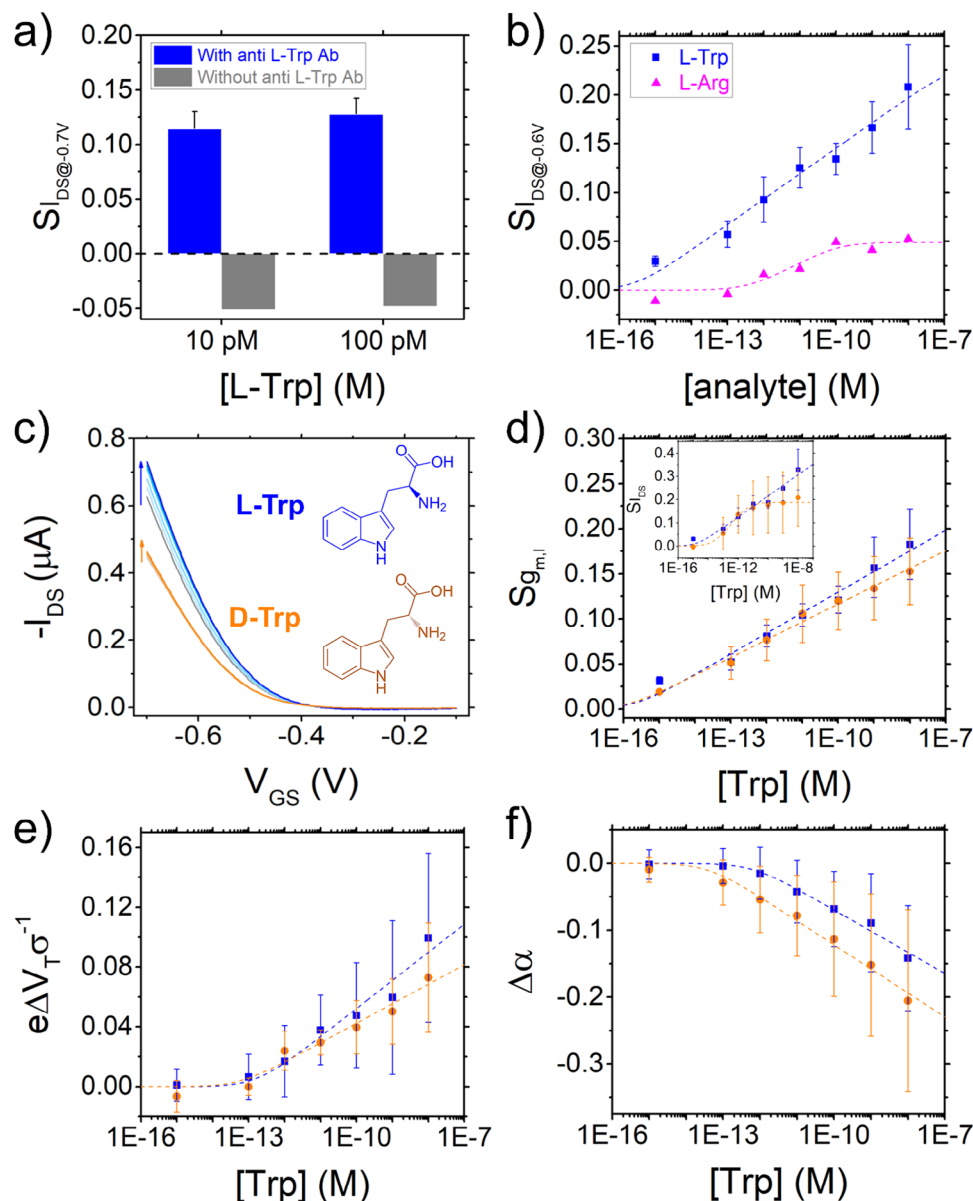 a)
0.20
0.15
0.10
0.05
0.00
-0.05
SI_DS@-0.7V
With anti L-Trp Ab
Without anti L-Trp Ab
10 pM
100 pM
[L-Trp] (M)
b)
0.25
0.20
0.15
0.10
0.05
0.00
SI_DS@-0.6V
L-Trp
L-Arg
1E-16
1E-13
1E-10
1E-7
[analyte] (M)
c)
0.8
0.6
0.4
0.2
0.0
-I_DS (μA)
L-Trp
O
OH
NH2
N
H
D-Trp
O
OH
NH2
N
H
-0.6
-0.4
-0.2
V_GS (V)
d)
0.30
0.25
0.20
0.15
0.10
0.05
0.00
Sg_m,l
0.4
0.3
0.2
0.1
0.0
SI_DS
1E-16
1E-12
1E-8
[Trp] (M)
1E-16
1E-13
1E-10
1E-7
[Trp] (M)
e)
0.16
0.12
0.08
0.04
0.00
eΔV_Tσ^-1
1E-16
1E-13
1E-10
1E-7
[Trp] (M)
f)
0.0
-0.1
-0.2
-0.3
Δα
1E-16
1E-13
1E-10
1E-7
[Trp] (M)